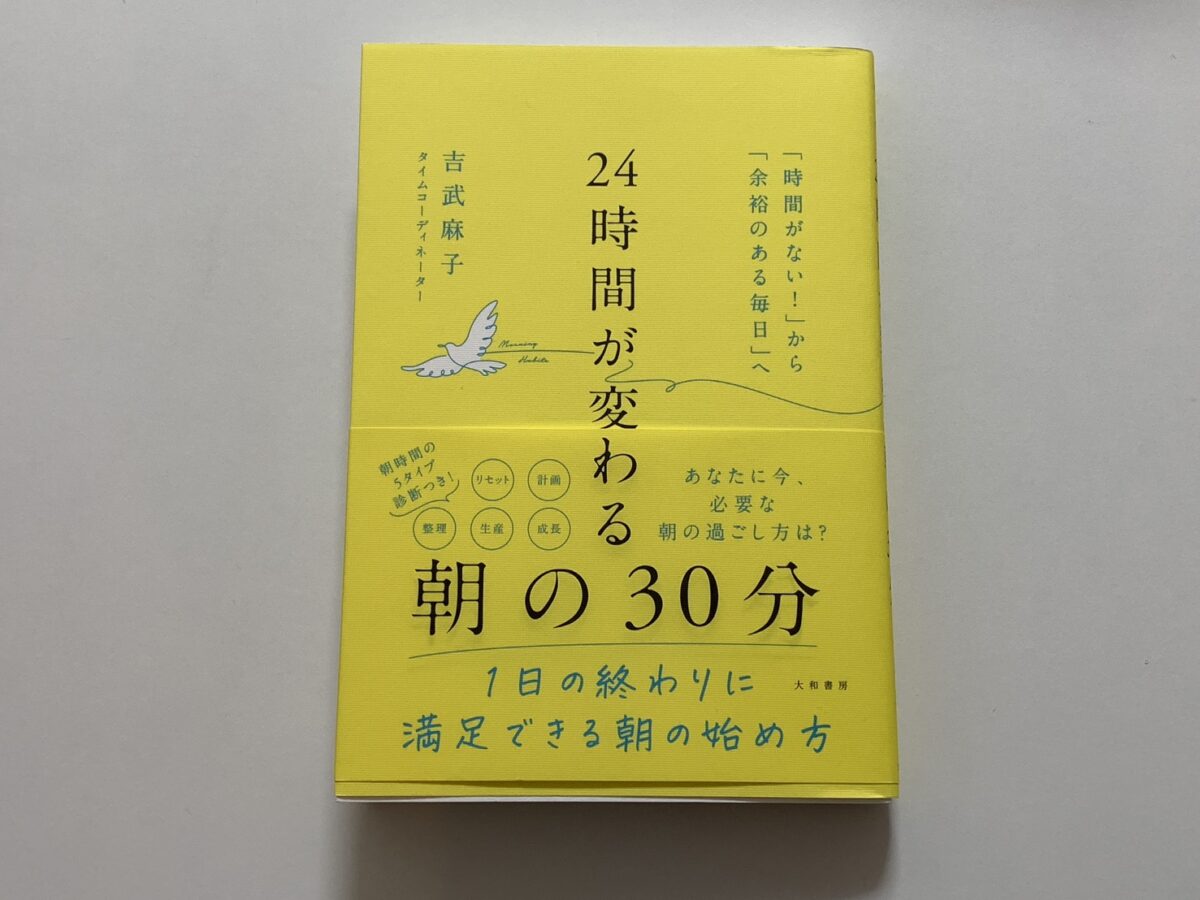 「時間がない！」から
「余裕のある毎日」へ
24時間が変わる
朝の30分
吉武麻子
タイムコーディネーター
Morning
Habits
朝時間の
5タイプ
診断つき！
リセット
計画
整理
生産
成長
あなたに今、
必要な
朝の過ごし方は？
1日の終わりに
満足できる朝の始め方
大和書房